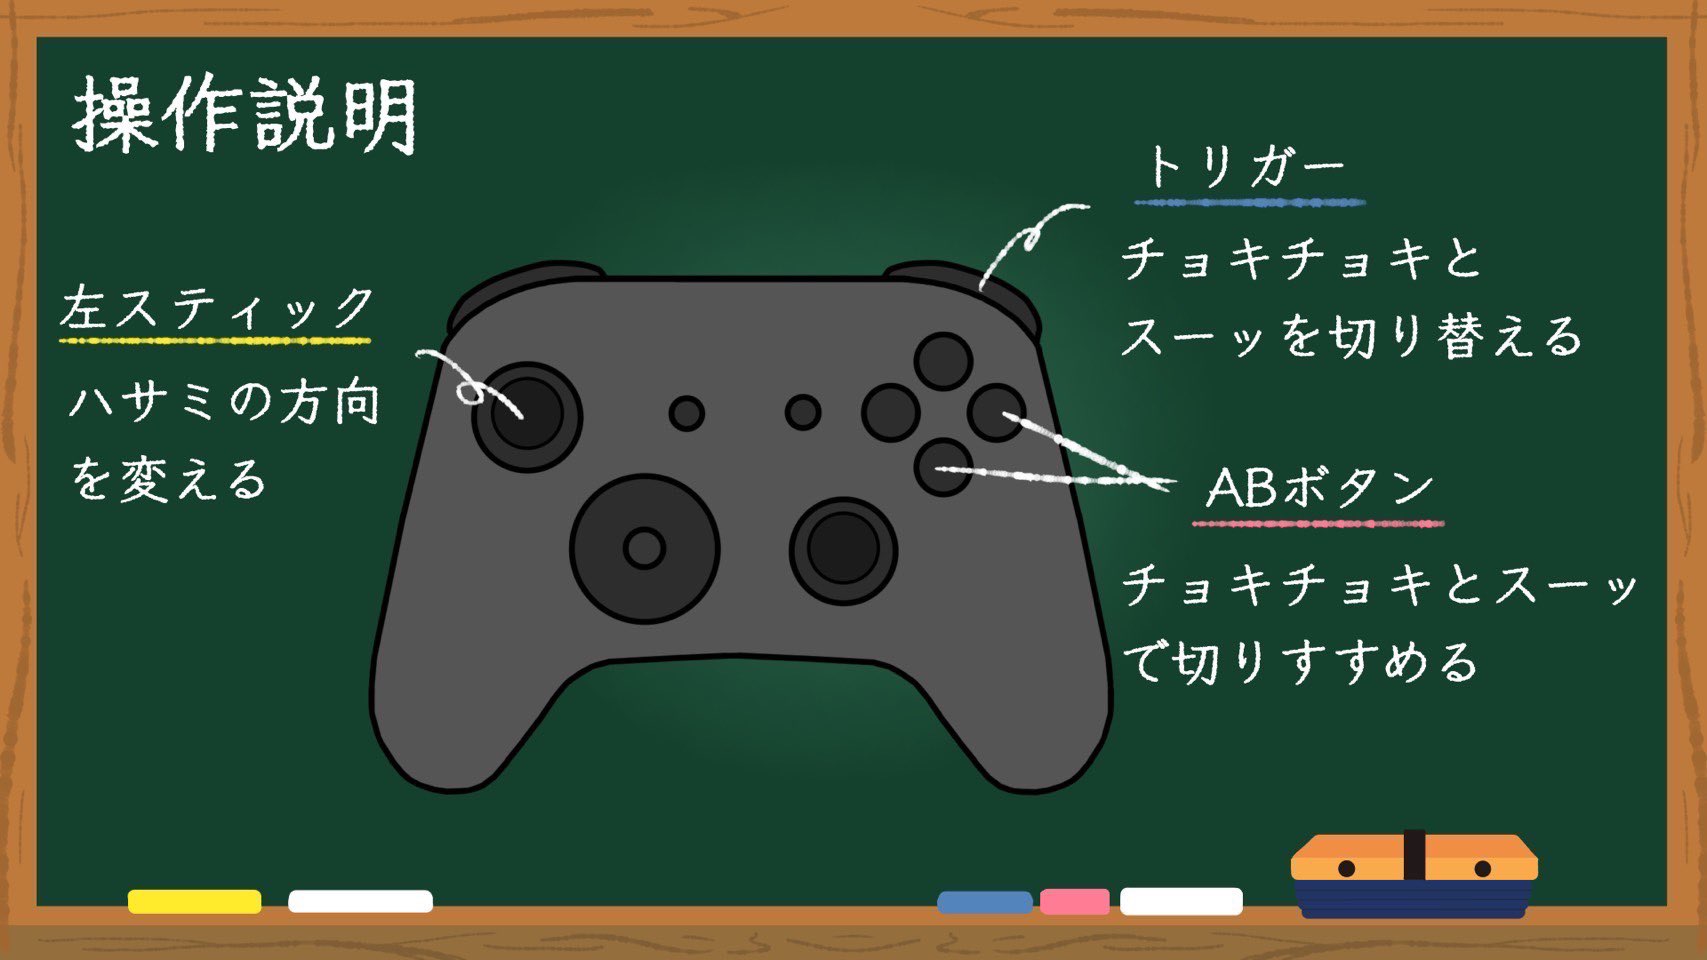 操作説明
左スティック
ハサミの方向
を変える
トリガー
チョキチョキと
スーッを切り替える
ABボタン
チョキチョキとスーッ
で切りすすめる